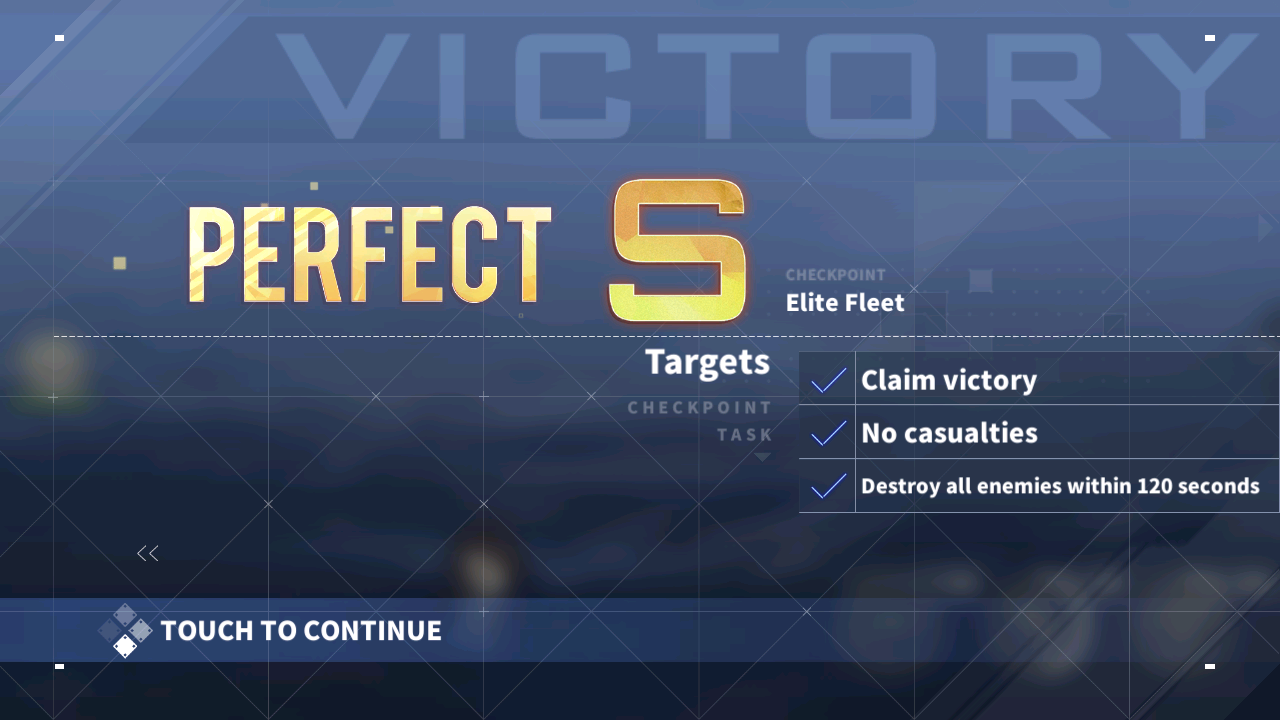 VICTORY
PERFECT S
CHECKPOINT
Elite Fleet
Targets
CHECKPOINT
TASK
Claim victory
No casualties
Destroy all enemies within 120 seconds
TOUCH TO CONTINUE